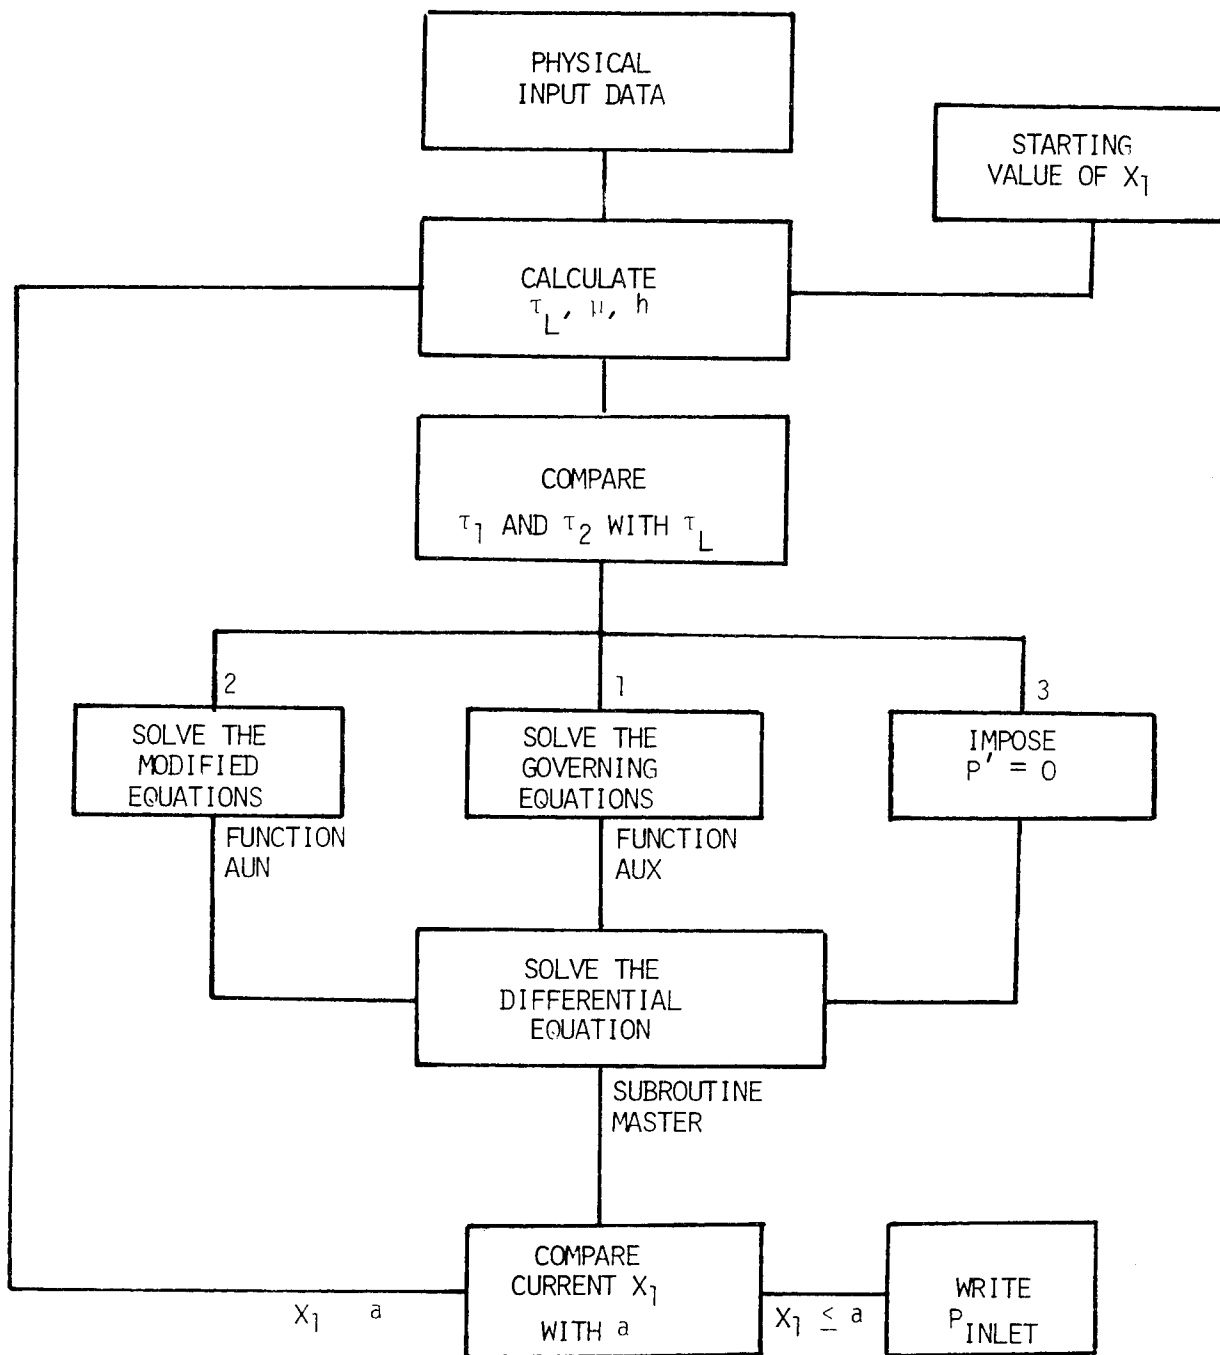 PHYSICAL
INPUT DATA
STARTING
VALUE OF X1
CALCULATE
τL, μ, h
COMPARE
τ1 AND τ2 WITH τL
2
1
3
SOLVE THE
MODIFIED
EQUATIONS
SOLVE THE
GOVERNING
EQUATIONS
IMPOSE
P' = 0
FUNCTION
AUN
FUNCTION
AUX
SOLVE THE
DIFFERENTIAL
EQUATION
SUBROUTINE
MASTER
COMPARE
CURRENT X1
WITH a
X1 a
X1 ≤ a
WRITE
PINLET